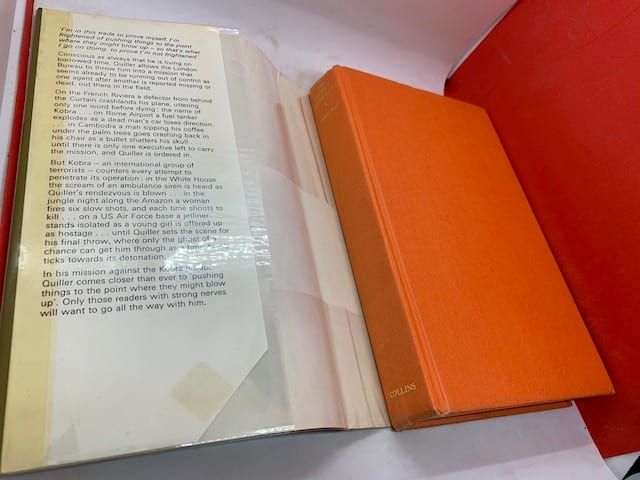 'I'm in this trade to prove myself. I'm
frightened of pushing things to the point
where they might blow up – so that's what
I go on doing, to prove I'm not frightened.'
Conscious as always that he is living on
borrowed time, Quiller allows the London
Bureau to throw him into a mission that
seems already to be running out of control as
one agent after another is reported missing or
dead, out there in the field.
On the French Riviera a defector from behind
the Curtain crashlands his plane, uttering
only one word before dying: the name of
Kobra . . . on Rome Airport a fuel tanker
explodes as a dead man's car loses direction
. . . in Cambodia a man sipping his coffee
under the palm trees goes crashing back in
his chair as a bullet shatters his skull . . .
until there is only one executive left to carry
the mission, and Quiller is ordered in.
But Kobra – an international group of
terrorists – counters every attempt to
penetrate its operation: in the White House
the scream of an ambulance siren is heard as
Quiller's rendezvous is blown . . . in the
jungle night along the Amazon a woman
fires six slow shots, and each time shoots to
kill . . . on a US Air Force base a jetliner
stands isolated as a young girl is offered up
as hostage . . . until Quiller sets the scene for
his final throw, where only the ghost of a
chance can get him through as a time
ticks towards its detonation.
In his mission against the Kobra group,
Quiller comes closer than ever to 'pushing
things to the point where they might blow
up'. Only those readers with strong nerves
will want to go all the way with him.
COLLINS